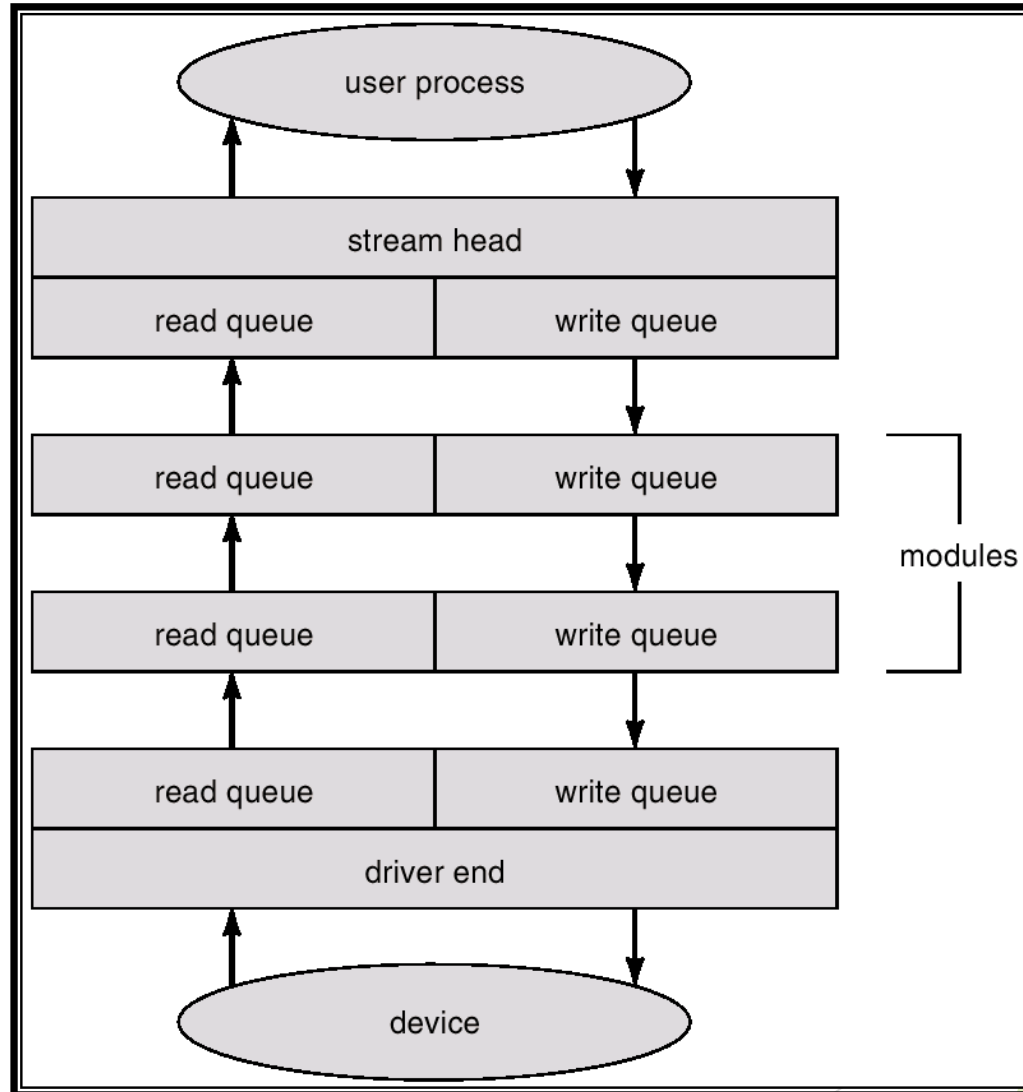 user process
stream head
read queue write queue
read queue write queue
modules
read queue write queue
read queue write queue
driver end
device